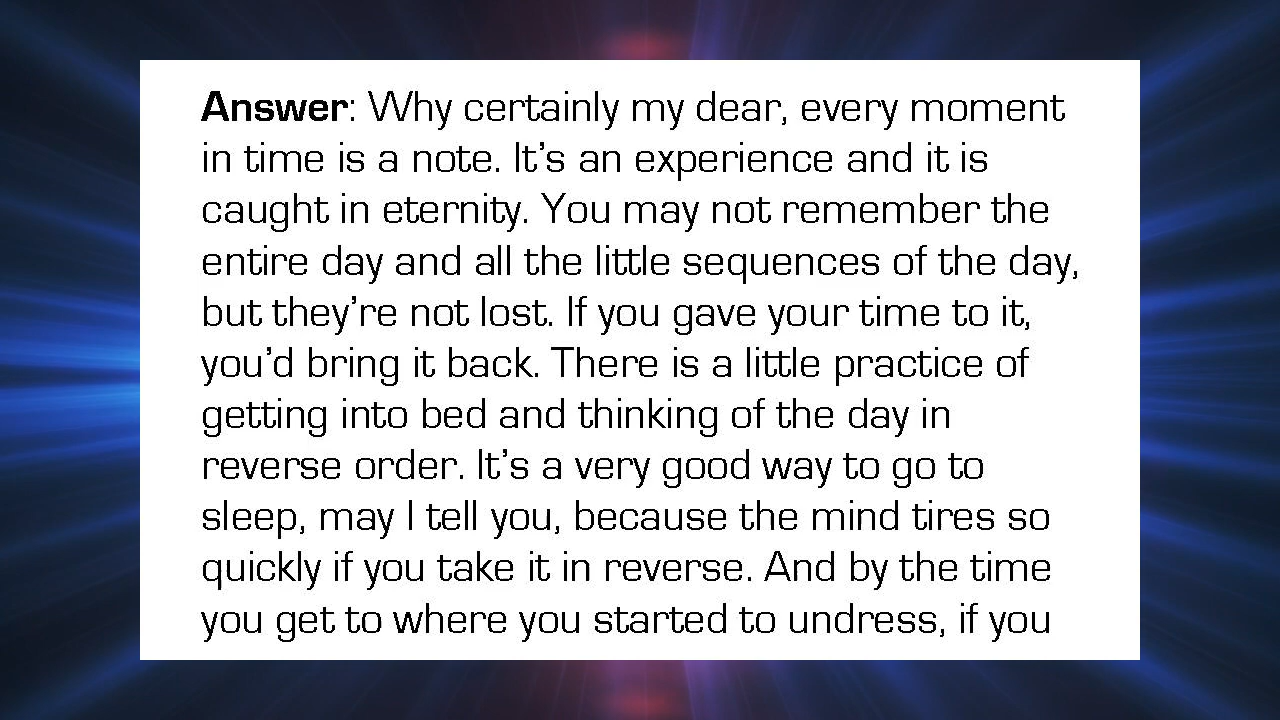 Answer: Why certainly my dear, every moment
in time is a note. It’s an experience and it is
caught in eternity. You may not remember the
entire day and all the little sequences of the day,
but they’re not lost. If you gave your time to it,
you’d bring it back. There is a little practice of
getting into bed and thinking of the day in
reverse order. It’s a very good way to go to
sleep, may I tell you, because the mind tires so
quickly if you take it in reverse. And by the time
you get to where you started to undress, if you